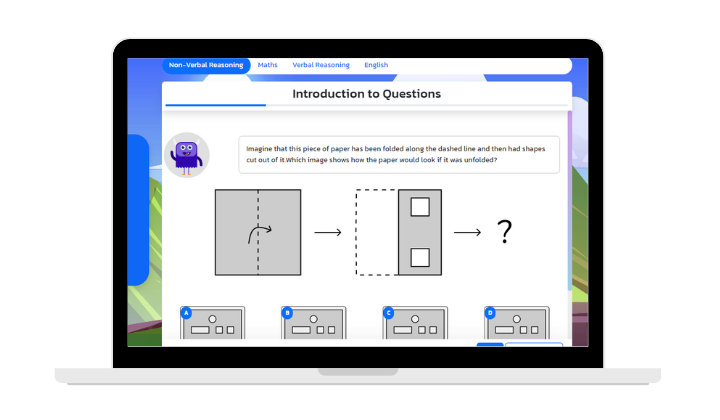 Non-Verbal Reasoning Maths Verbal Reasoning English
Introduction to Questions
Imagine that this piece of paper has been folded along the dashed line and then had shapes
cut out of it.Which image shows how the paper would look if it was unfolded?
?
A B C D